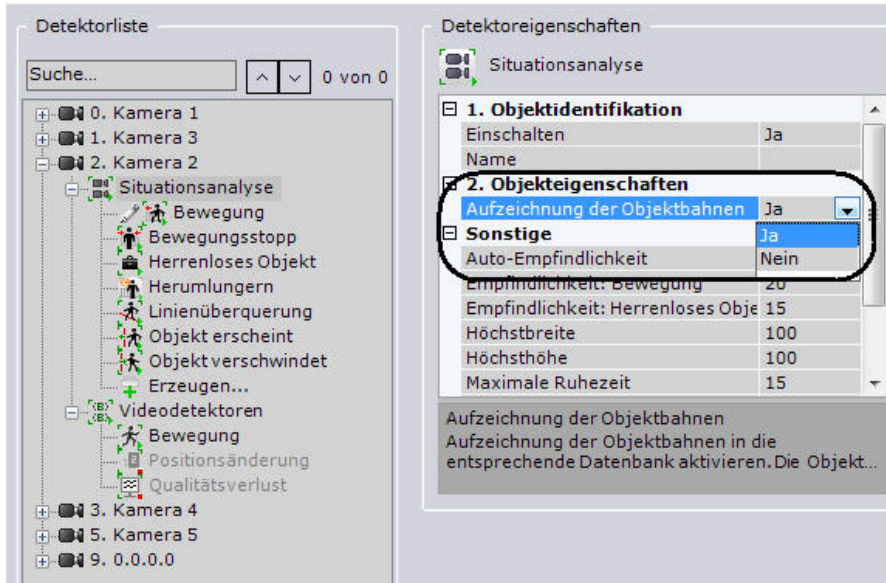 Detektorliste
Suche...
0 von 0
0. Kamera 1
1. Kamera 3
2. Kamera 2
Situationsanalyse
Bewegung
Bewegungsstopp
Herrenloses Objekt
Herumlungern
Linienüberquerung
Objekt erscheint
Objekt verschwindet
Erzeugen...
Videodetektoren
Bewegung
Positionsänderung
Qualitätsverlust
3. Kamera 4
5. Kamera 5
9. 0.0.0.0
Detektoreigenschaften
Situationsanalyse
1. Objektidentifikation
Einschalten Ja
Name
2. Objekteigenschaften
Aufzeichnung der Objektbahnen Ja
Ja
Sonstige
Auto-Empfindlichkeit
Nein
Empfindlichkeit: Bewegung 20
Empfindlichkeit: Herrenloses Obje 15
Höchstbreite 100
Höchsthöhe 100
Maximale Ruhezeit 15
Aufzeichnung der Objektbahnen
Aufzeichnung der Objektbahnen in die
entsprechende Datenbank aktivieren.Die Objekt...